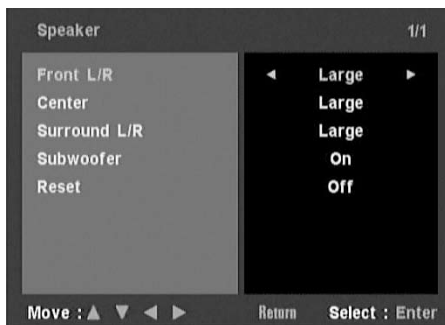 Speaker 1/1
Front L/R ◄ Large ►
Center Large
Surround L/R Large
Subwoofer On
Reset Off
Move : ▲ ▼ ◄ ► Return Select : Enter